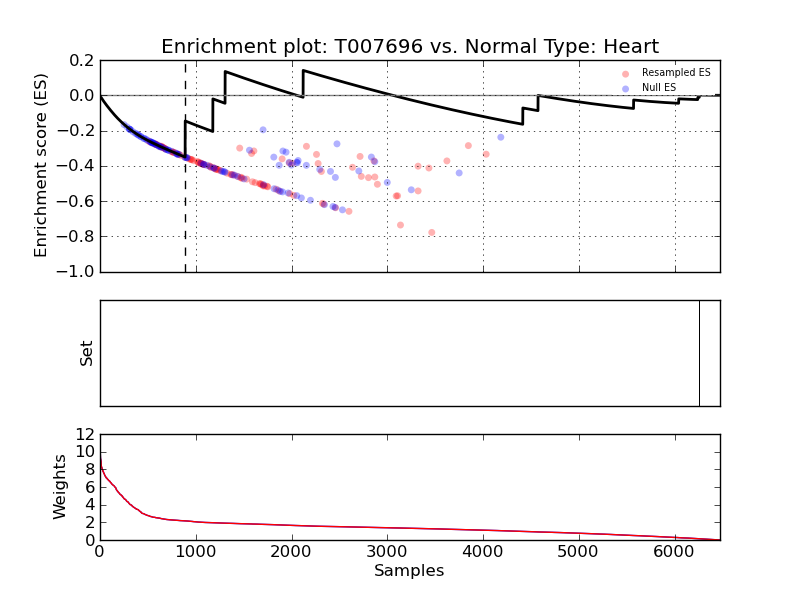 Enrichment plot: T007696 vs. Normal Type: Heart
Enrichment score (ES)
0.2
0.0
−0.2
−0.4
−0.6
−0.8
−1.0
Resampled ES
Null ES
Set
Weights
12
10
8
6
4
2
0
0 1000 2000 3000 4000 5000 6000
Samples